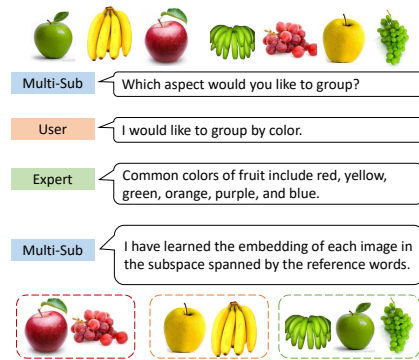 Multi-Sub
Which aspect would you like to group?
User
I would like to group by color.
Expert
Common colors of fruit include red, yellow,
green, orange, purple, and blue.
Multi-Sub
I have learned the embedding of each image in
the subspace spanned by the reference words.